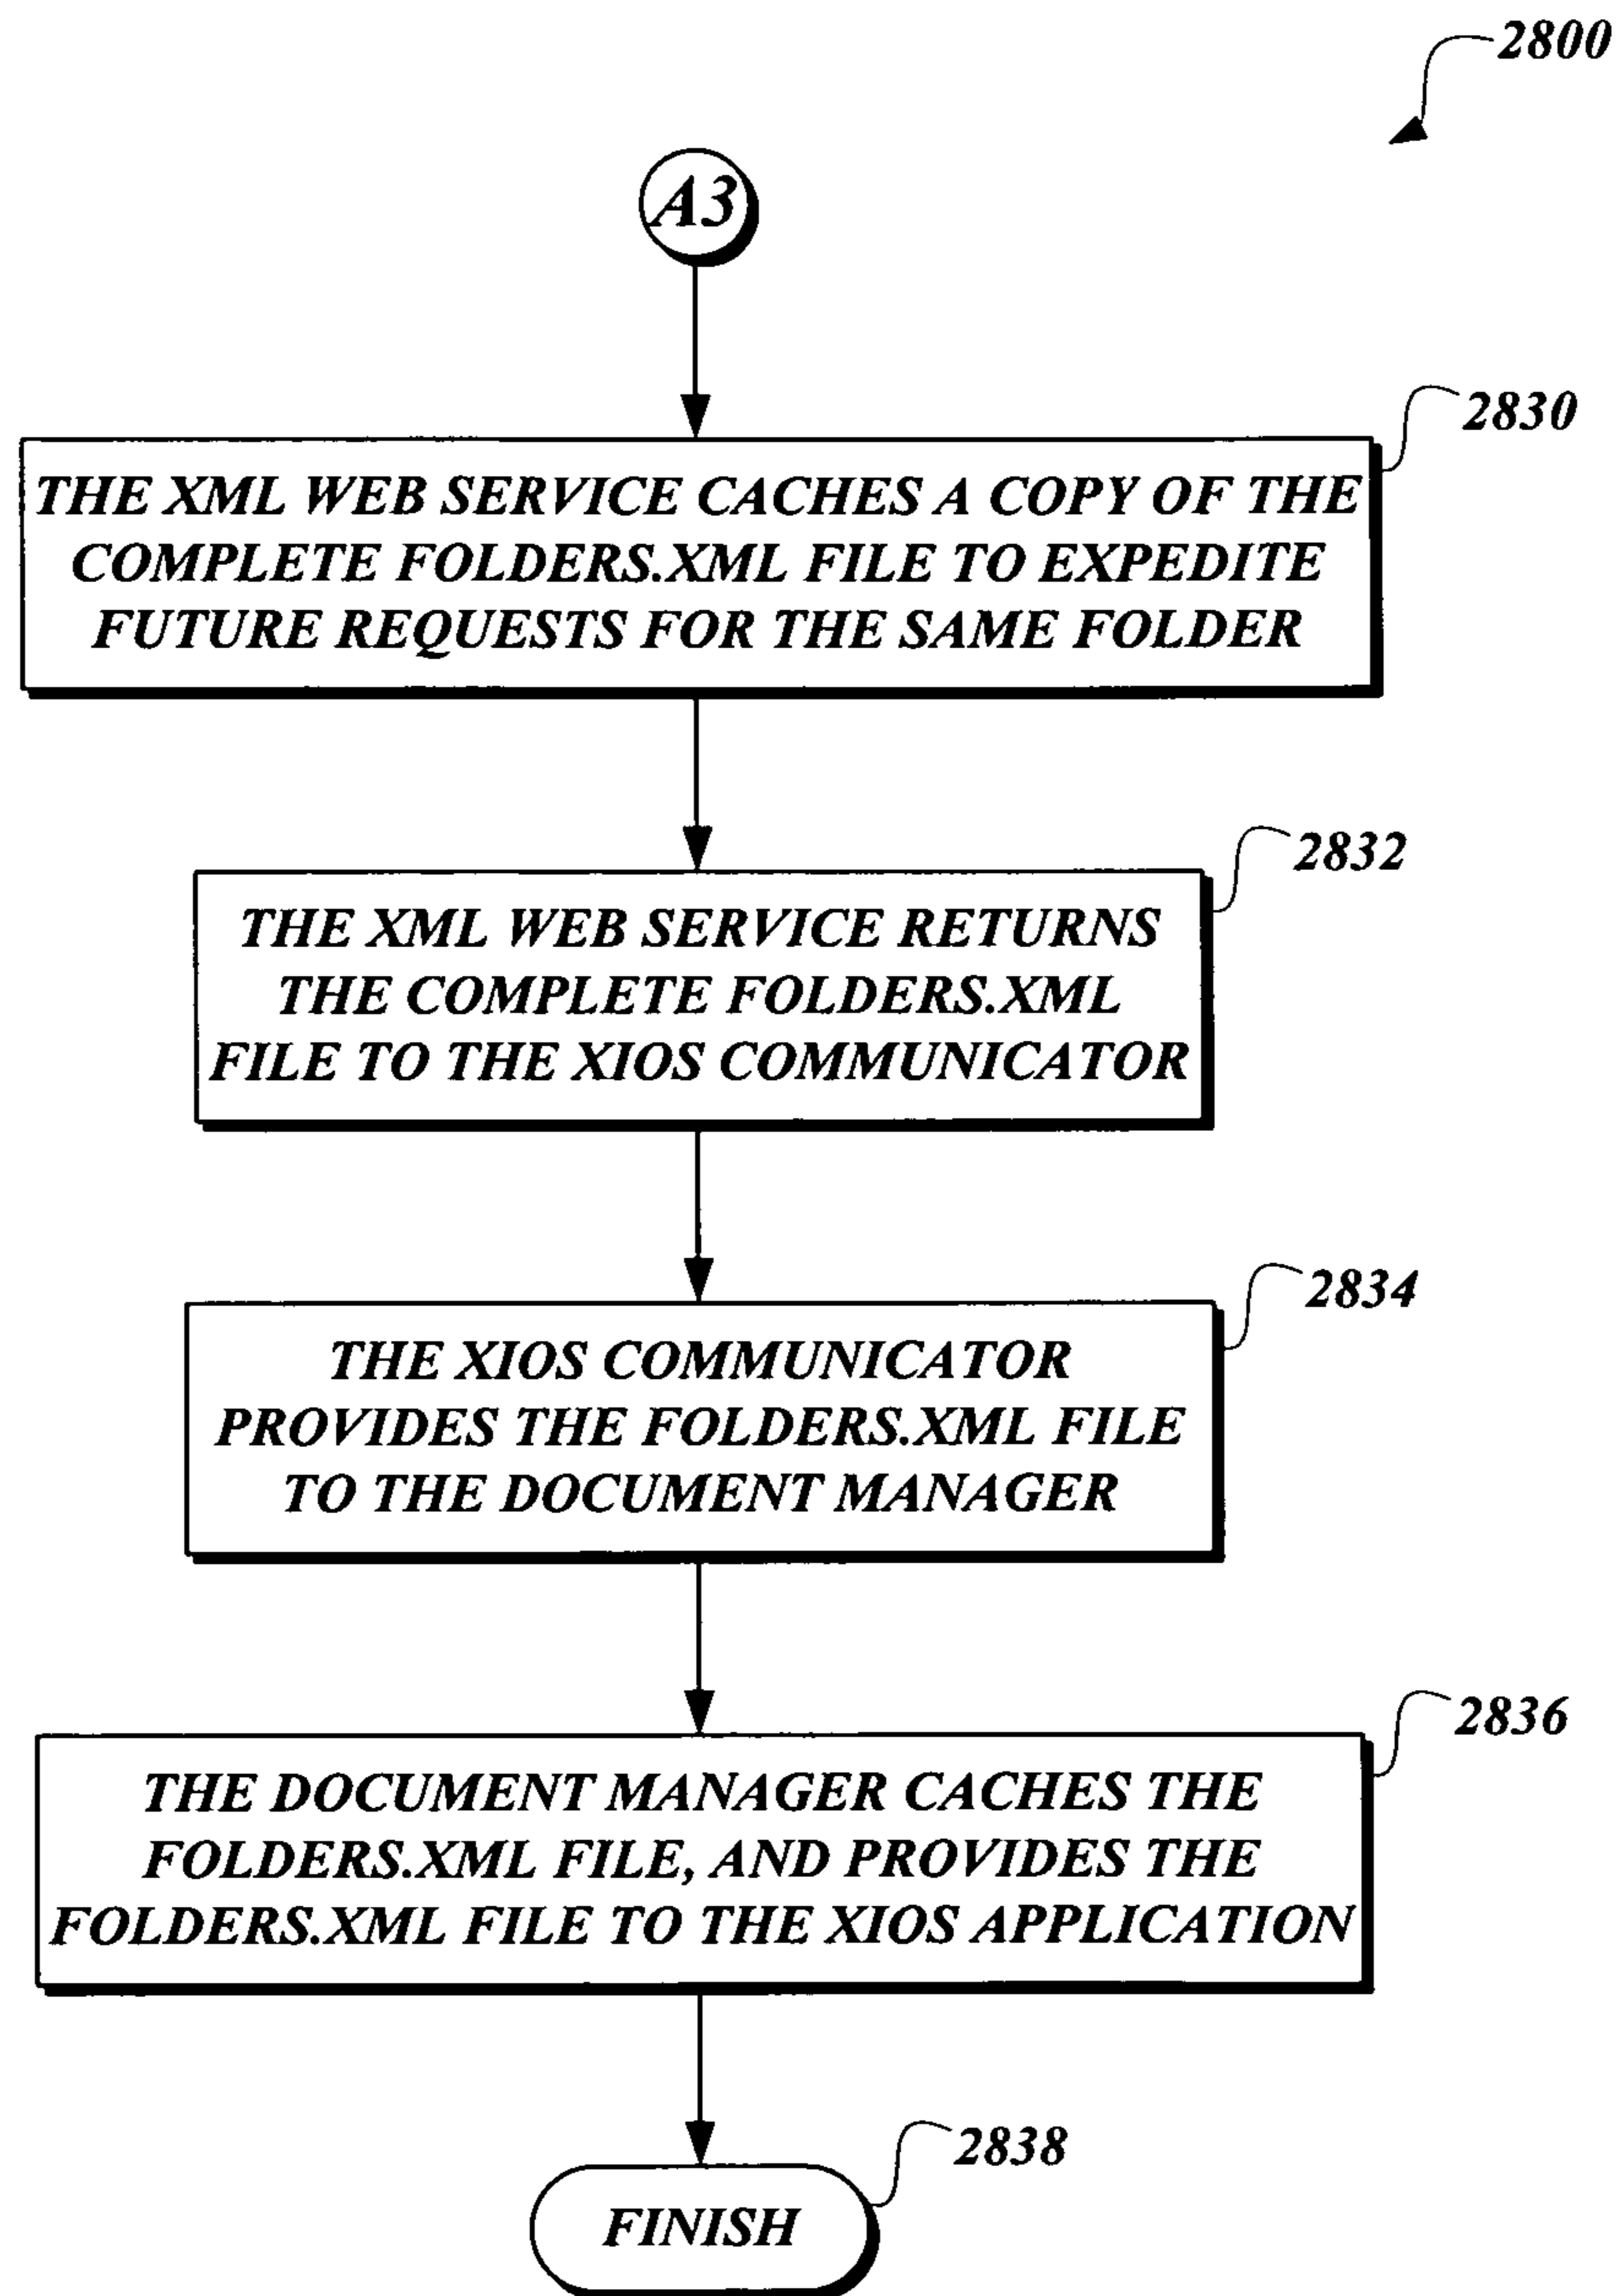 2800
A3
2830
THE XML WEB SERVICE CACHES A COPY OF THE
COMPLETE FOLDERS.XML FILE TO EXPEDITE
FUTURE REQUESTS FOR THE SAME FOLDER
2832
THE XML WEB SERVICE RETURNS
THE COMPLETE FOLDERS.XML
FILE TO THE XIOS COMMUNICATOR
2834
THE XIOS COMMUNICATOR
PROVIDES THE FOLDERS.XML FILE
TO THE DOCUMENT MANAGER
2836
THE DOCUMENT MANAGER CACHES THE
FOLDERS.XML FILE, AND PROVIDES THE
FOLDERS.XML FILE TO THE XIOS APPLICATION
2838
FINISH